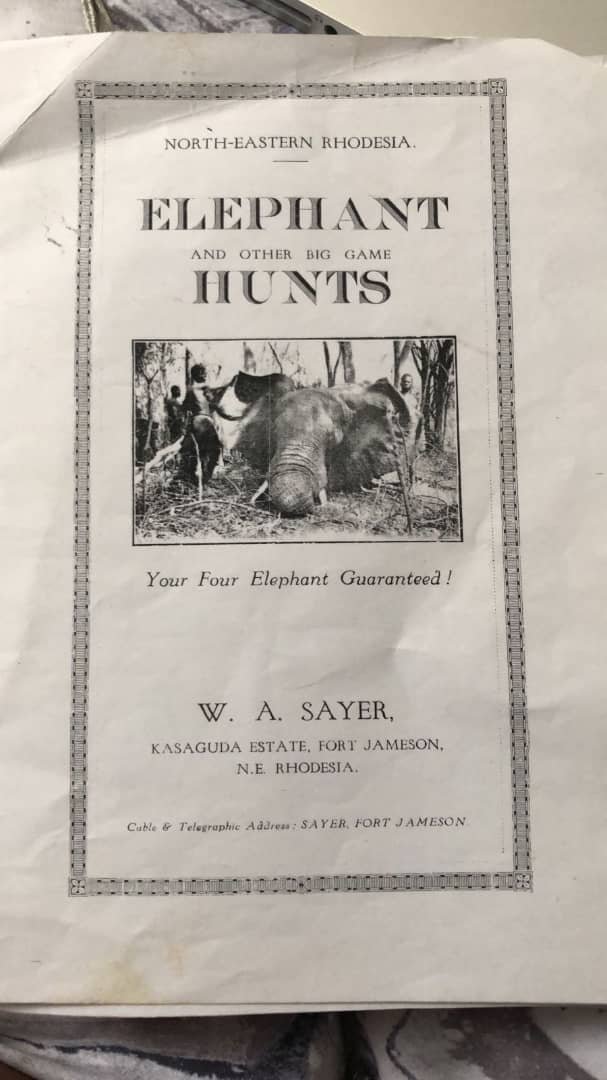 NORTH-EASTERN RHODESIA.
ELEPHANT
AND OTHER BIG GAME
HUNTS
Your Four Elephant Guaranteed!
W. A. SAYER,
KASAGUDA ESTATE, FORT JAMESON,
N.E. RHODESIA.
Cable & Telegraphic Address: SAYER, FORT JAMESON